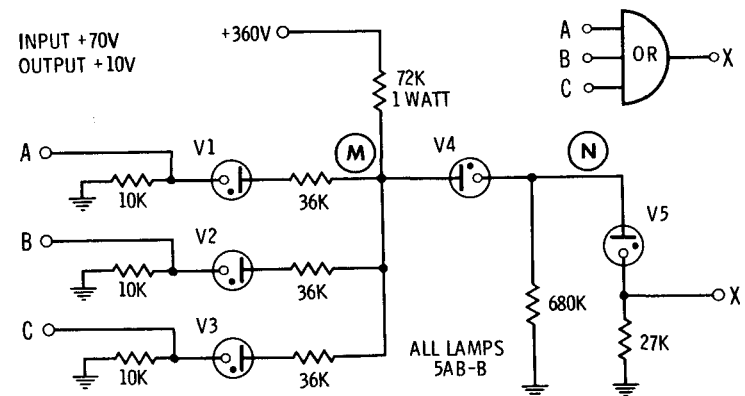 INPUT +70V
OUTPUT +10V
+360V
72K
1 WATT
A
B
C
OR
X
A
V1
10K
36K
M
V4
N
V5
B
V2
10K
36K
C
V3
10K
36K
ALL LAMPS
5AB-B
680K
27K
X